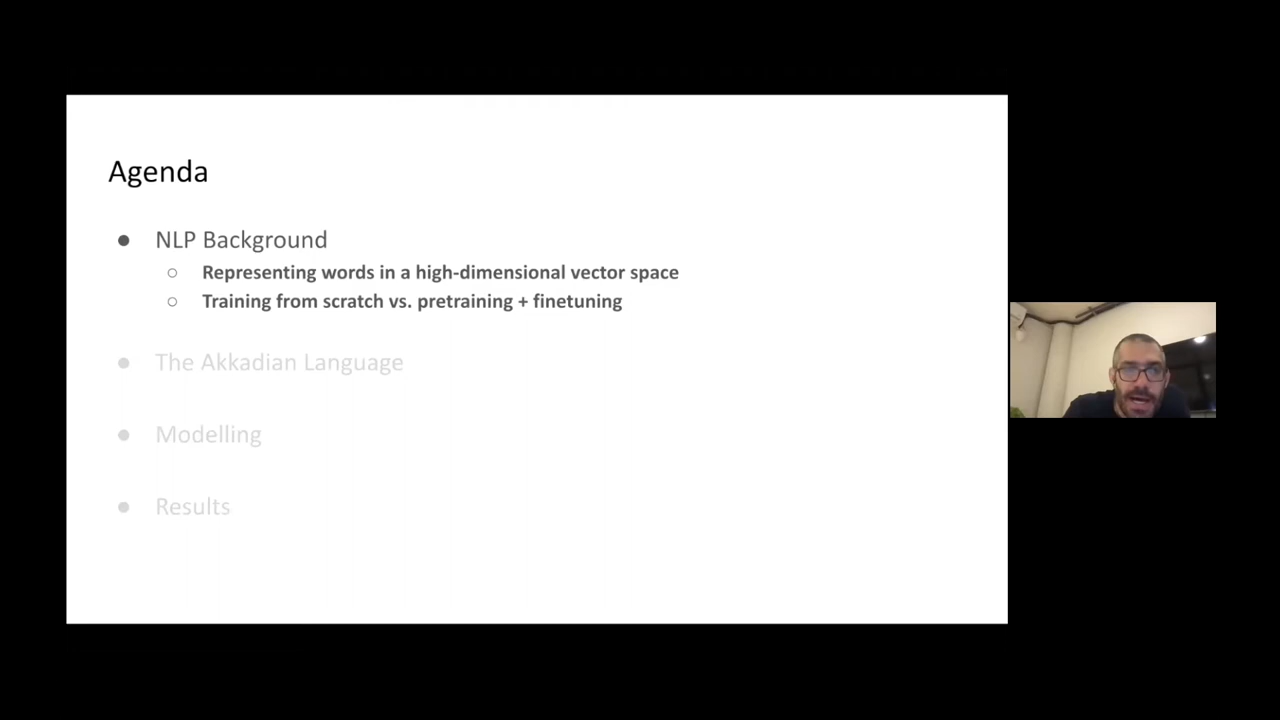 Agenda
● NLP Background
○ Representing words in a high-dimensional vector space
○ Training from scratch vs. pretraining + finetuning
● The Akkadian Language
● Modelling
● Results